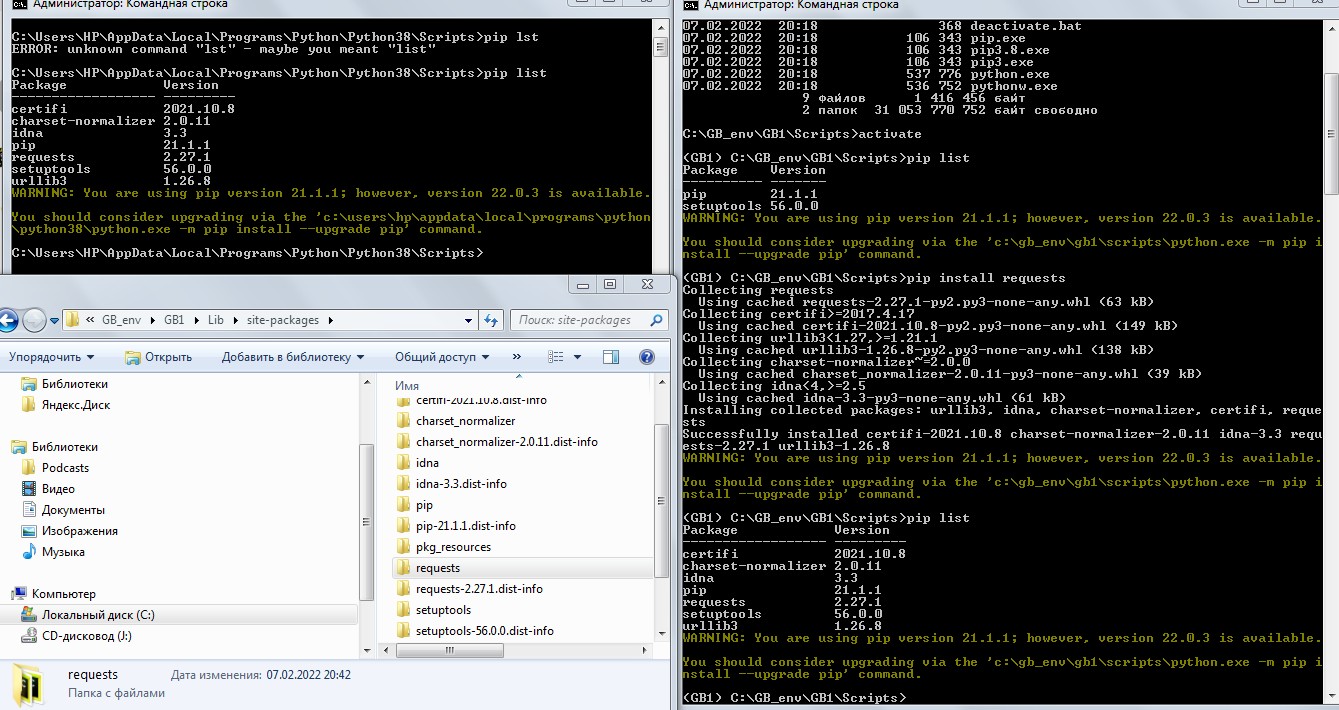 Администратор: Командная строка
C:\Users\HP\AppData\Local\Programs\Python\Python38\Scripts>pip lst
ERROR: unknown command "lst" - maybe you meant "list"
C:\Users\HP\AppData\Local\Programs\Python\Python38\Scripts>pip list
Package Version
------------------ ---------
certifi 2021.10.8
charset-normalizer 2.0.11
idna 3.3
pip 21.1.1
requests 2.27.1
setuptools 56.0.0
urllib3 1.26.8
WARNING: You are using pip version 21.1.1; however, version 22.0.3 is available.
You should consider upgrading via the 'c:\users\hp\appdata\local\programs\python
\python38\python.exe -m pip install --upgrade pip' command.
C:\Users\HP\AppData\Local\Programs\Python\Python38\Scripts>
« GB_env GB1 Lib site-packages
Поиск: site-packages
Упорядочить Открыть Добавить в библиотеку Общий доступ »
Библиотеки
Яндекс.Диск
Библиотеки
Podcasts
Видео
Документы
Изображения
Музыка
Компьютер
Локальный диск (C:)
CD-дисковод (J:)
Имя
certifi-2021.10.8.dist-info
charset_normalizer
charset_normalizer-2.0.11.dist-info
idna
idna-3.3.dist-info
pip
pip-21.1.1.dist-info
pkg_resources
requests
requests-2.27.1.dist-info
setuptools
setuptools-56.0.0.dist-info
requests Дата изменения: 07.02.2022 20:42
Папка с файлами
Администратор: Командная строка
07.02.2022 20:18 368 deactivate.bat
07.02.2022 20:18 106 343 pip.exe
07.02.2022 20:18 106 343 pip3.8.exe
07.02.2022 20:18 106 343 pip3.exe
07.02.2022 20:18 537 776 python.exe
07.02.2022 20:18 536 752 pythonw.exe
9 файлов 1 416 456 байт
2 папок 31 053 770 752 байт свободно
C:\GB_env\GB1\Scripts>activate
(GB1) C:\GB_env\GB1\Scripts>pip list
Package Version
---------- -------
pip 21.1.1
setuptools 56.0.0
WARNING: You are using pip version 21.1.1; however, version 22.0.3 is available.
You should consider upgrading via the 'c:\gb_env\gb1\scripts\python.exe -m pip i
nstall --upgrade pip' command.
(GB1) C:\GB_env\GB1\Scripts>pip install requests
Collecting requests
Using cached requests-2.27.1-py2.py3-none-any.whl (63 kB)
Collecting certifi>=2017.4.17
Using cached certifi-2021.10.8-py2.py3-none-any.whl (149 kB)
Collecting urllib3<1.27,>=1.21.1
Using cached urllib3-1.26.8-py2.py3-none-any.whl (138 kB)
Collecting charset-normalizer~=2.0.0
Using cached charset_normalizer-2.0.11-py3-none-any.whl (39 kB)
Collecting idna<4,>=2.5
Using cached idna-3.3-py3-none-any.whl (61 kB)
Installing collected packages: urllib3, idna, charset-normalizer, certifi, reque
sts
Successfully installed certifi-2021.10.8 charset-normalizer-2.0.11 idna-3.3 requ
ests-2.27.1 urllib3-1.26.8
WARNING: You are using pip version 21.1.1; however, version 22.0.3 is available.
You should consider upgrading via the 'c:\gb_env\gb1\scripts\python.exe -m pip i
nstall --upgrade pip' command.
(GB1) C:\GB_env\GB1\Scripts>pip list
Package Version
------------------ ---------
certifi 2021.10.8
charset-normalizer 2.0.11
idna 3.3
pip 21.1.1
requests 2.27.1
setuptools 56.0.0
urllib3 1.26.8
WARNING: You are using pip version 21.1.1; however, version 22.0.3 is available.
You should consider upgrading via the 'c:\gb_env\gb1\scripts\python.exe -m pip i
nstall --upgrade pip' command.
(GB1) C:\GB_env\GB1\Scripts>